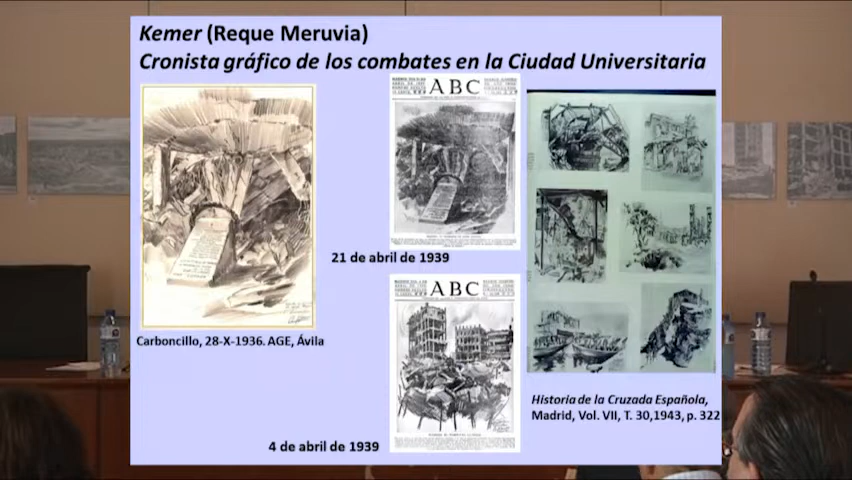 Kemer (Reque Meruvia)
Cronista gráfico de los combates en la Ciudad Universitaria
ABC
21 de abril de 1939
Carboncillo, 28-X-1936. AGE, Ávila
ABC
4 de abril de 1939
Historia de la Cruzada Española,
Madrid, Vol. VII, T. 30,1943, p. 322